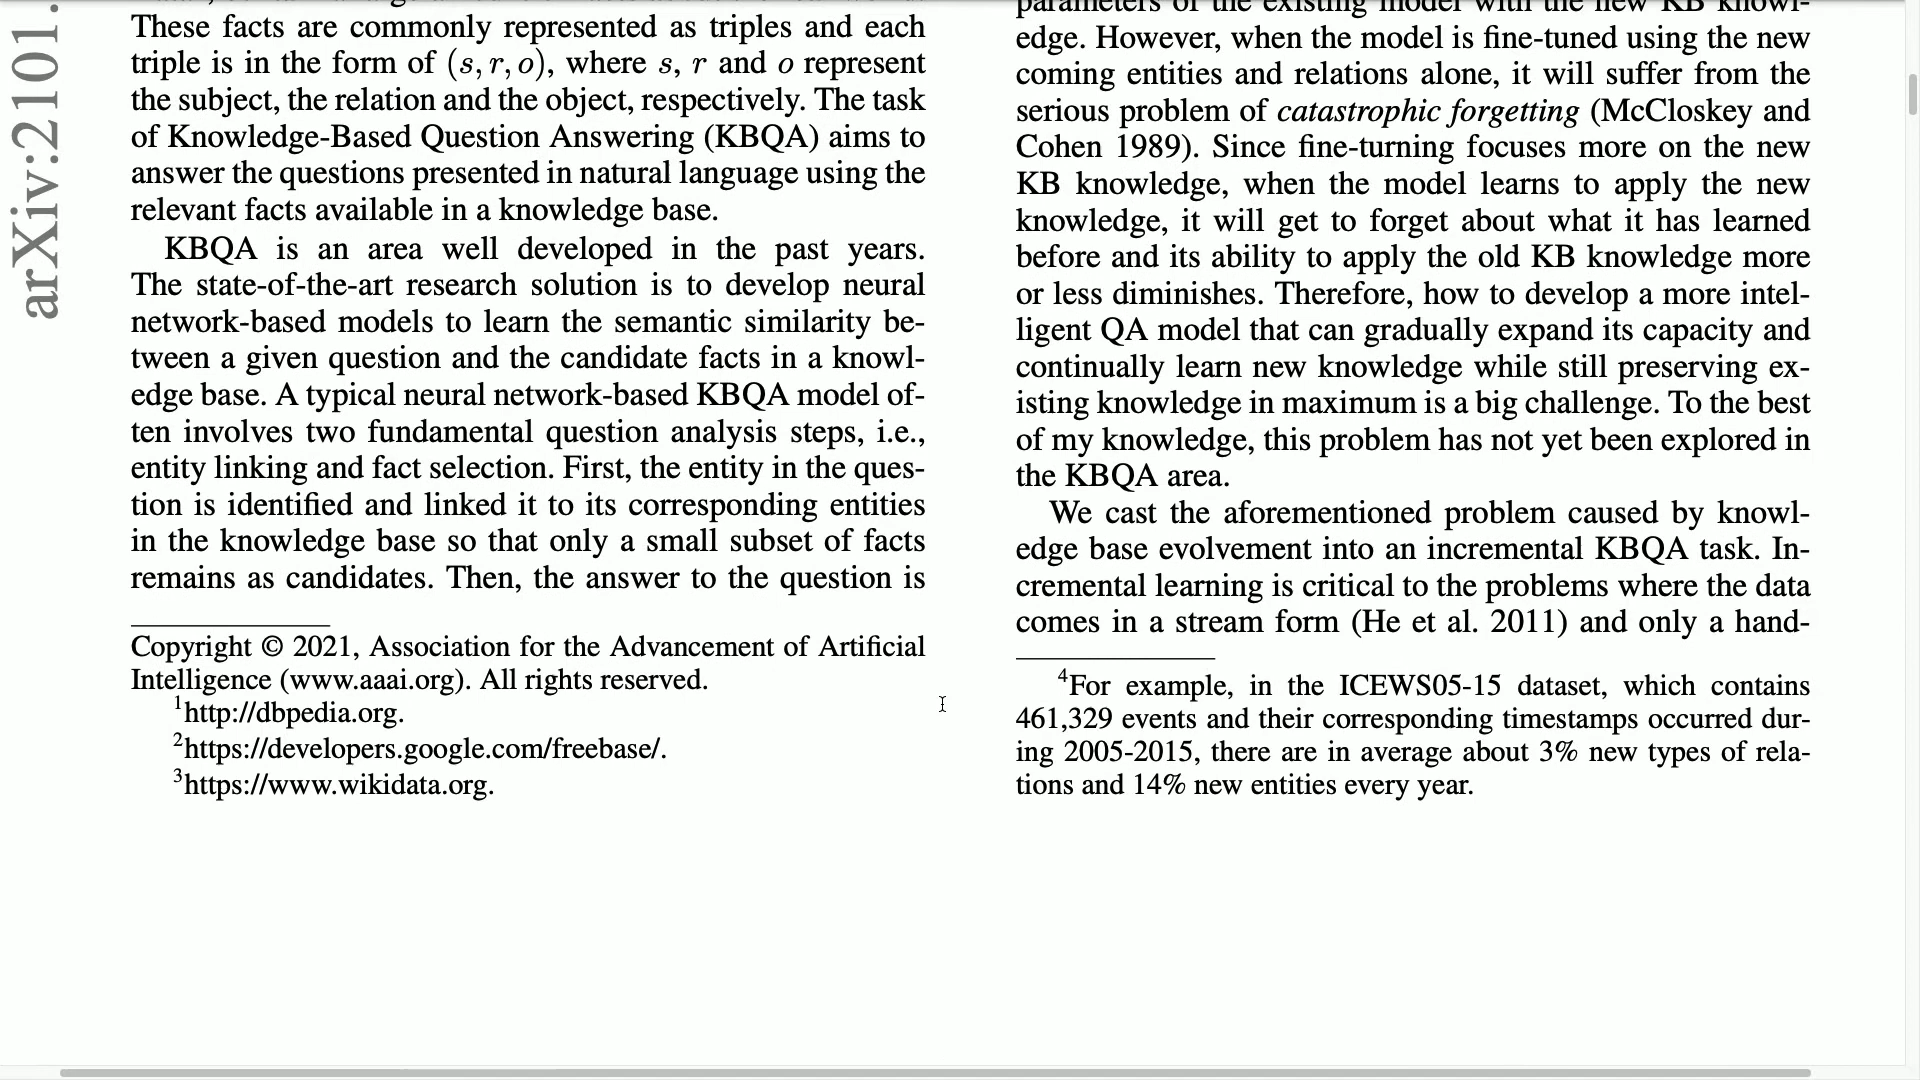 arXiv:2101.
These facts are commonly represented as triples and each
triple is in the form of (s, r, o), where s, r and o represent
the subject, the relation and the object, respectively. The task
of Knowledge-Based Question Answering (KBQA) aims to
answer the questions presented in natural language using the
relevant facts available in a knowledge base.
KBQA is an area well developed in the past years.
The state-of-the-art research solution is to develop neural
network-based models to learn the semantic similarity be-
tween a given question and the candidate facts in a knowl-
edge base. A typical neural network-based KBQA model of-
ten involves two fundamental question analysis steps, i.e.,
entity linking and fact selection. First, the entity in the ques-
tion is identified and linked it to its corresponding entities
in the knowledge base so that only a small subset of facts
remains as candidates. Then, the answer to the question is
Copyright © 2021, Association for the Advancement of Artificial
Intelligence (www.aaai.org). All rights reserved.
1http://dbpedia.org.
2https://developers.google.com/freebase/.
3https://www.wikidata.org.
parameters of the existing model with the new KB knowl-
edge. However, when the model is fine-tuned using the new
coming entities and relations alone, it will suffer from the
serious problem of catastrophic forgetting (McCloskey and
Cohen 1989). Since fine-turning focuses more on the new
KB knowledge, when the model learns to apply the new
knowledge, it will get to forget about what it has learned
before and its ability to apply the old KB knowledge more
or less diminishes. Therefore, how to develop a more intel-
ligent QA model that can gradually expand its capacity and
continually learn new knowledge while still preserving ex-
isting knowledge in maximum is a big challenge. To the best
of my knowledge, this problem has not yet been explored in
the KBQA area.
We cast the aforementioned problem caused by knowl-
edge base evolvement into an incremental KBQA task. In-
cremental learning is critical to the problems where the data
comes in a stream form (He et al. 2011) and only a hand-
4For example, in the ICEWS05-15 dataset, which contains
461,329 events and their corresponding timestamps occurred dur-
ing 2005-2015, there are in average about 3% new types of rela-
tions and 14% new entities every year.